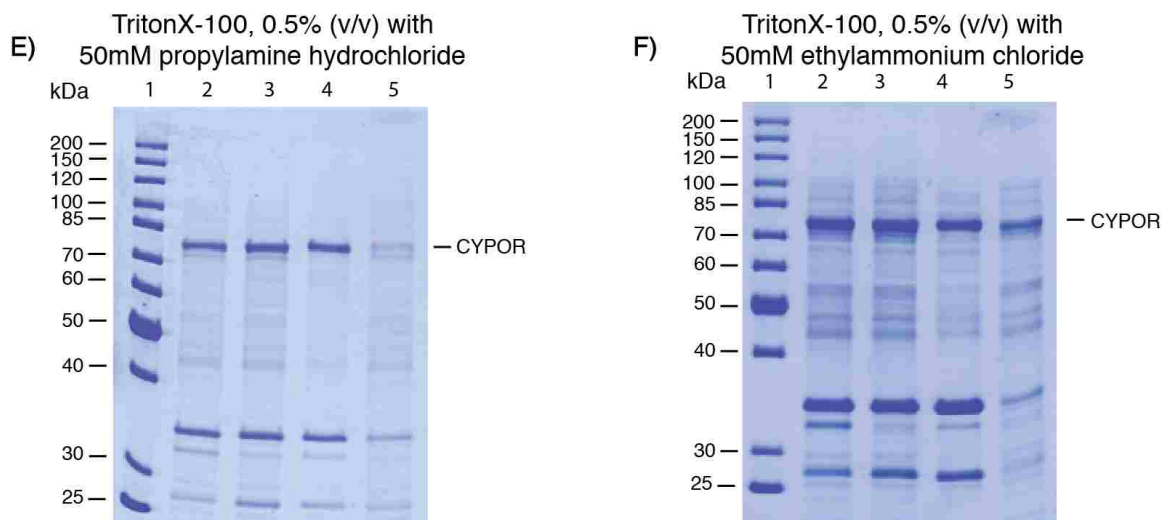 E)
TritonX-100, 0.5% (v/v) with
50mM propylamine hydrochloride
kDa 1 2 3 4 5
200
150
120
100
85
70
60
50
40
30
25
CYPOR
F)
TritonX-100, 0.5% (v/v) with
50mM ethylammonium chloride
kDa 1 2 3 4 5
200
150
120
100
85
70
60
50
40
30
25
CYPOR